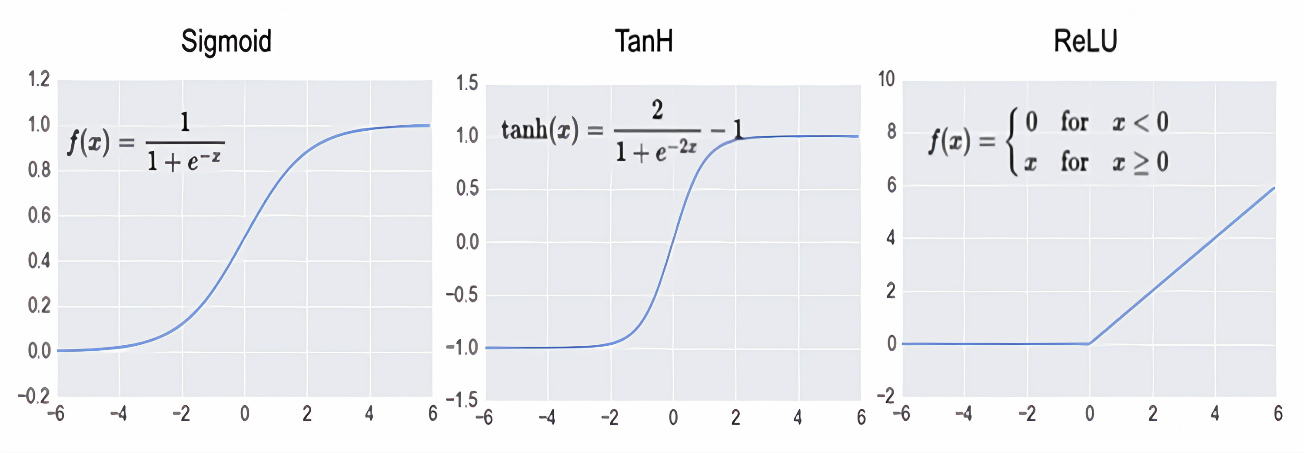 Sigmoid
1.2
1.0
0.8
0.6
0.4
0.2
0.0
−0.2
−6 −4 −2 0 2 4 6
f(x) = 1 / (1 + e^{−x})
TanH
1.5
1.0
0.5
0.0
−0.5
−1.0
−1.5
−6 −4 −2 0 2 4 6
tanh(x) = 2 / (1 + e^{−2x}) − 1
ReLU
10
8
6
4
2
0
−2
−6 −4 −2 0 2 4 6
f(x) = {
0 for x < 0
x for x ≥ 0